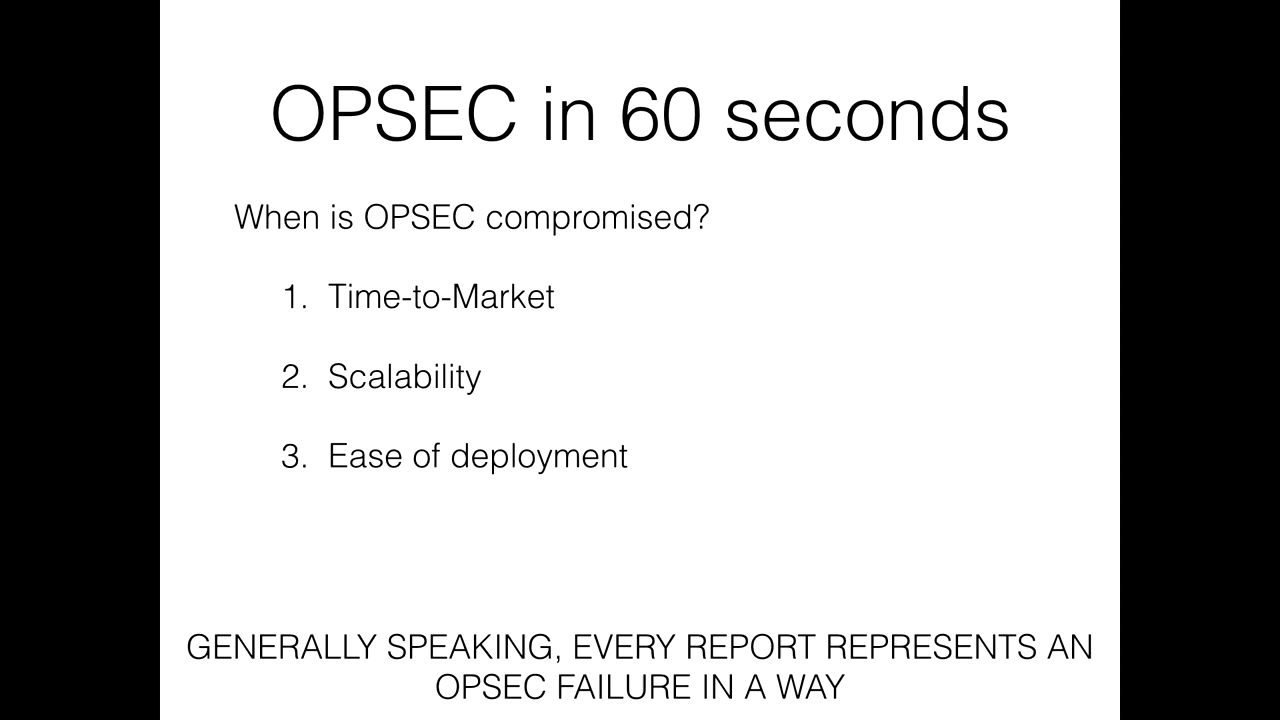 OPSEC in 60 seconds
When is OPSEC compromised?
1. Time-to-Market
2. Scalability
3. Ease of deployment
GENERALLY SPEAKING, EVERY REPORT REPRESENTS AN
OPSEC FAILURE IN A WAY